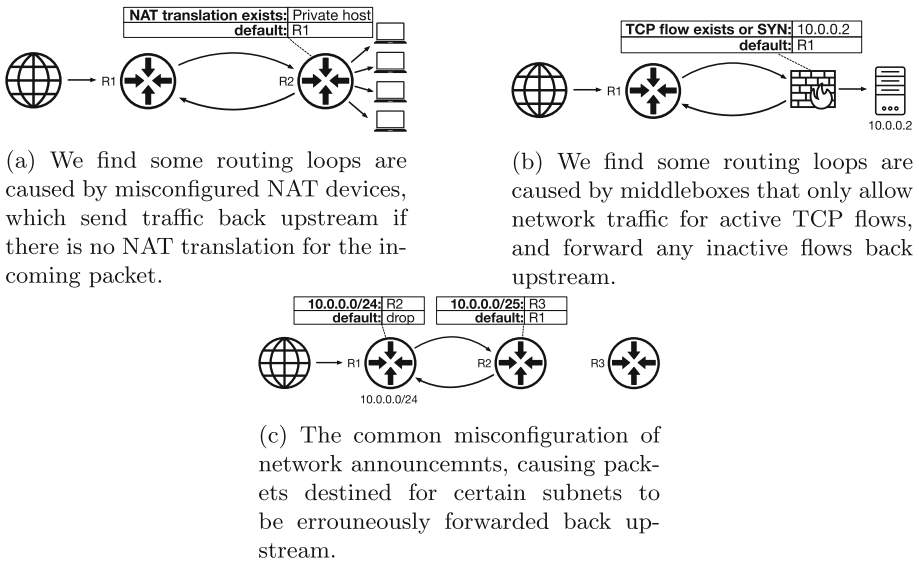 NAT translation exists: Private host
default: R1
R1
R2
(a) We find some routing loops are
caused by misconfigured NAT devices,
which send traffic back upstream if
there is no NAT translation for the in-
coming packet.
TCP flow exists or SYN: 10.0.0.2
default: R1
R1
10.0.0.2
(b) We find some routing loops are
caused by middleboxes that only allow
network traffic for active TCP flows,
and forward any inactive flows back
upstream.
10.0.0.0/24: R2
default: drop
10.0.0.0/25: R3
default: R1
R1
R2
R3
10.0.0.0/24
(c) The common misconfiguration of
network announcemnts, causing pack-
ets destined for certain subnets to
be errouneously forwarded back up-
stream.